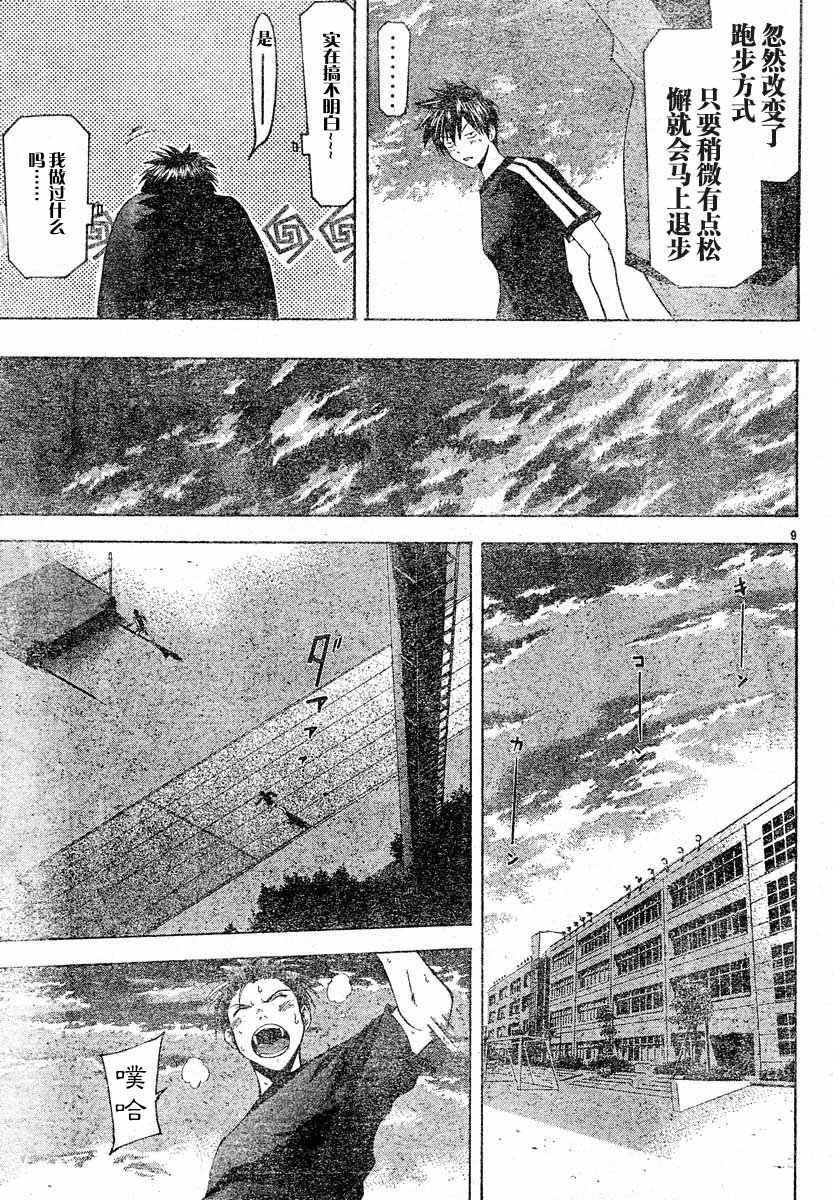 忽然改变了
跑步方式
只要稍微有点松
懈就会马上退步
………
实在搞不明白~~~
是——
我做过什么
吗……
9
キーン
コーン
カーン
ダァァァ
噗哈